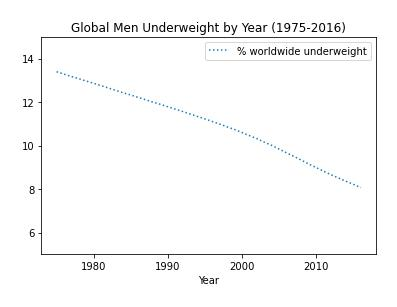 Global Men Underweight by Year (1975-2016)
% worldwide underweight
14
12
10
8
6
1980 1990 2000 2010
Year